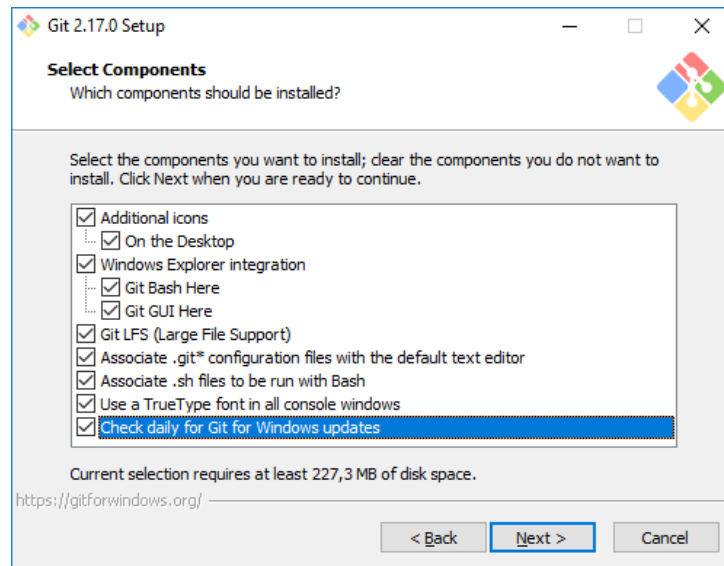 Git 2.17.0 Setup
Select Components
Which components should be installed?
Select the components you want to install; clear the components you do not want to
install. Click Next when you are ready to continue.
Additional icons
On the Desktop
Windows Explorer integration
Git Bash Here
Git GUI Here
Git LFS (Large File Support)
Associate .git* configuration files with the default text editor
Associate .sh files to be run with Bash
Use a TrueType font in all console windows
Check daily for Git for Windows updates
Current selection requires at least 227,3 MB of disk space.
https://gitforwindows.org/
< Back Next > Cancel